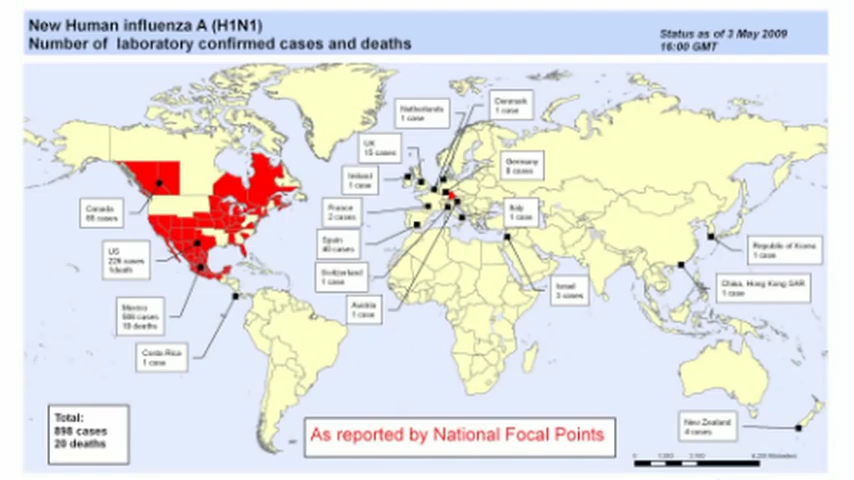 New Human influenza A (H1N1)
Number of laboratory confirmed cases and deaths
Status as of 3 May 2009
16:00 GMT
Netherlands
1 case
Denmark
1 case
UK
15 cases
Germany
8 cases
Ireland
1 case
Canada
85 cases
France
2 cases
Italy
1 case
Spain
40 cases
US
226 cases
1death
Republic of Korea
1 case
Switzerland
1 case
Israel
3 cases
China, Hong Kong SAR
1 case
Austria
1 case
Mexico
506 cases
19 deaths
Costa Rica
1 case
Total:
898 cases
20 deaths
As reported by National Focal Points
New Zealand
4 cases
0